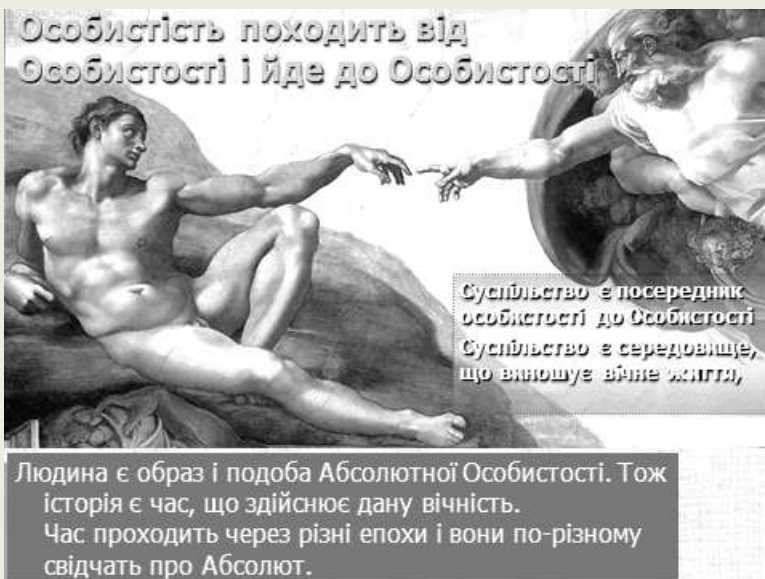 Особистість походить від
Особистості і йде до Особистості
Суспільство є посередник
особистості до Особистості
Суспільство є середовище,
що виношує вічне життя,
Людина є образ і подоба Абсолютної Особистості. Тож
історія є час, що здійснює дану вічність.
Час проходить через різні епохи і вони по-різному
свідчать про Абсолют.